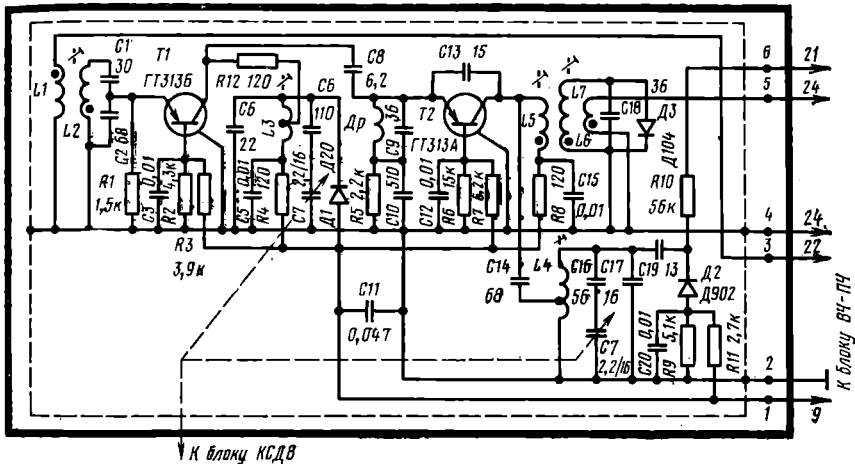 C1
30
T1
ГТ313Б
R12 120
C8
6,2
C13 15
6
21
5
24
L1
L2
C2 68
C6
22
L3
C6
110
Д20
Др
36
C9
T2
ГТ313А
L5
L7
L6
36
C18
Д3
Д104
R1
1,5к
C3 0,01
R2 4,3к
R3
3,9к
C5 0,01
R4 120
C7 2,2/16
Д1
R5 2,2к
C10 510
C12 0,01
R6 15к
R7 6,2к
R8 120
C15
0,01
R10
56к
4
24
3
22
C11
0,047
C14
68
L4
C16
56
C17
16
C7
2,2/16
C19 13
Д2
Д902
C20 0,01
R9 5,1к
R11 2,7к
2
1
9
К блоку ВЧ-ПЧ
К блоку КСДВ